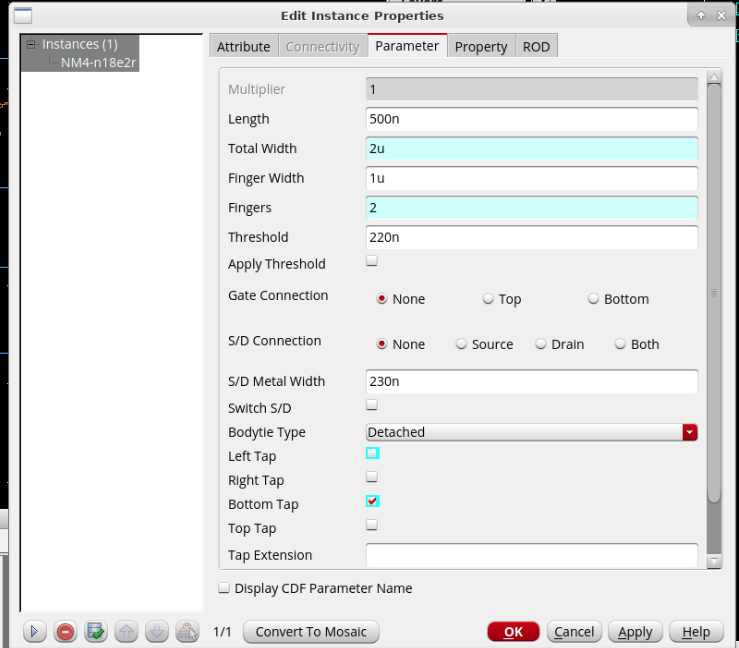 Edit Instance Properties
Instances (1)
NM4-n18e2r
Attribute Connectivity Parameter Property ROD
Multiplier 1
Length 500n
Total Width 2u
Finger Width 1u
Fingers 2
Threshold 220n
Apply Threshold
Gate Connection None Top Bottom
S/D Connection None Source Drain Both
S/D Metal Width 230n
Switch S/D
Bodytie Type Detached
Left Tap
Right Tap
Bottom Tap
Top Tap
Tap Extension
Display CDF Parameter Name
1/1 Convert To Mosaic OK Cancel Apply Help